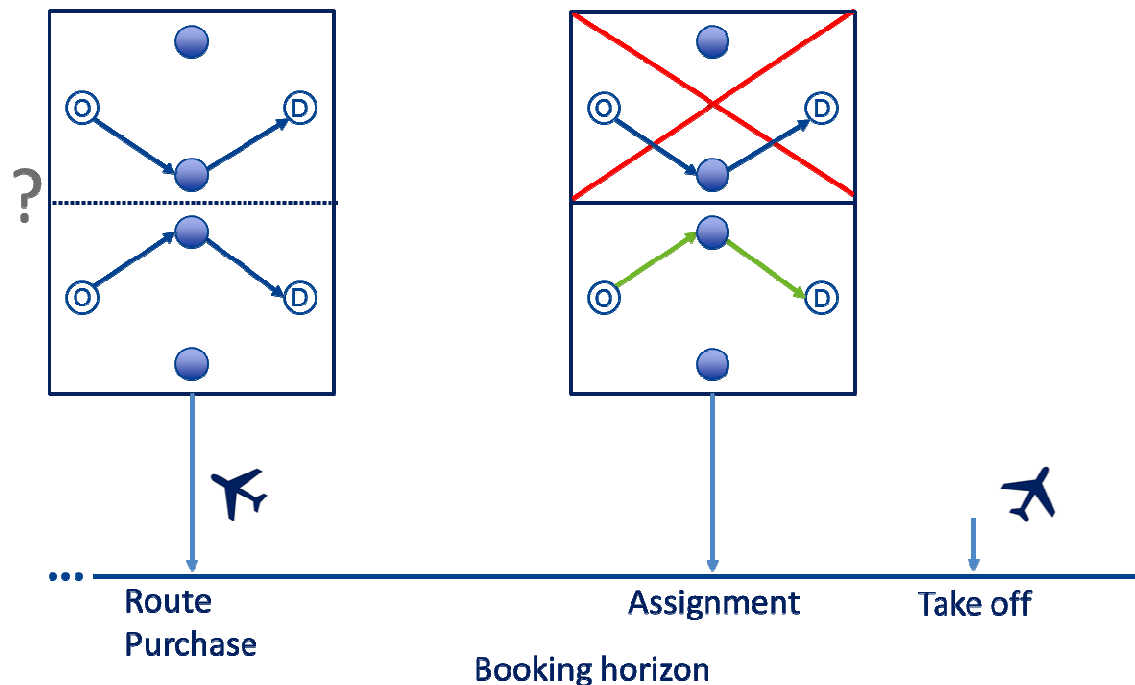 O D O D
?
O D O D
...
Route Assignment Take off
Purchase
Booking horizon